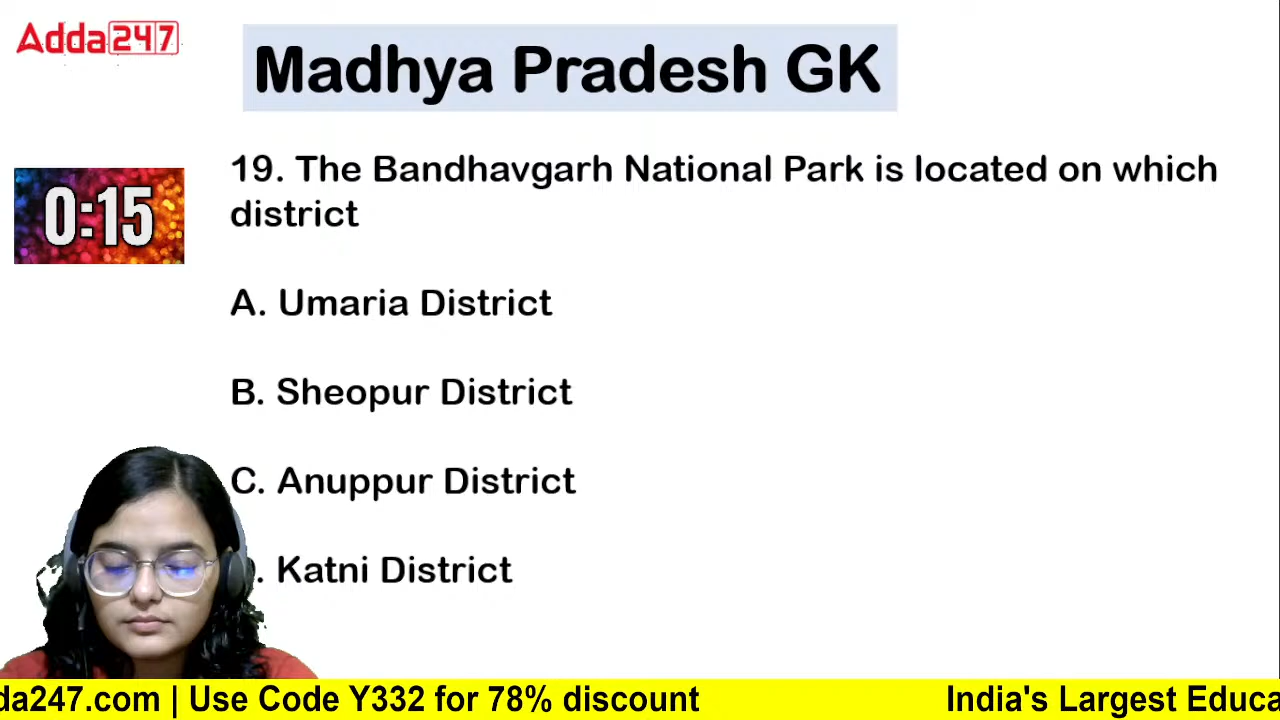 Adda247
Madhya Pradesh GK
0:15
19. The Bandhavgarh National Park is located on which
district
A. Umaria District
B. Sheopur District
C. Anuppur District
. Katni District
da247.com | Use Code Y332 for 78% discount
India's Largest Educa